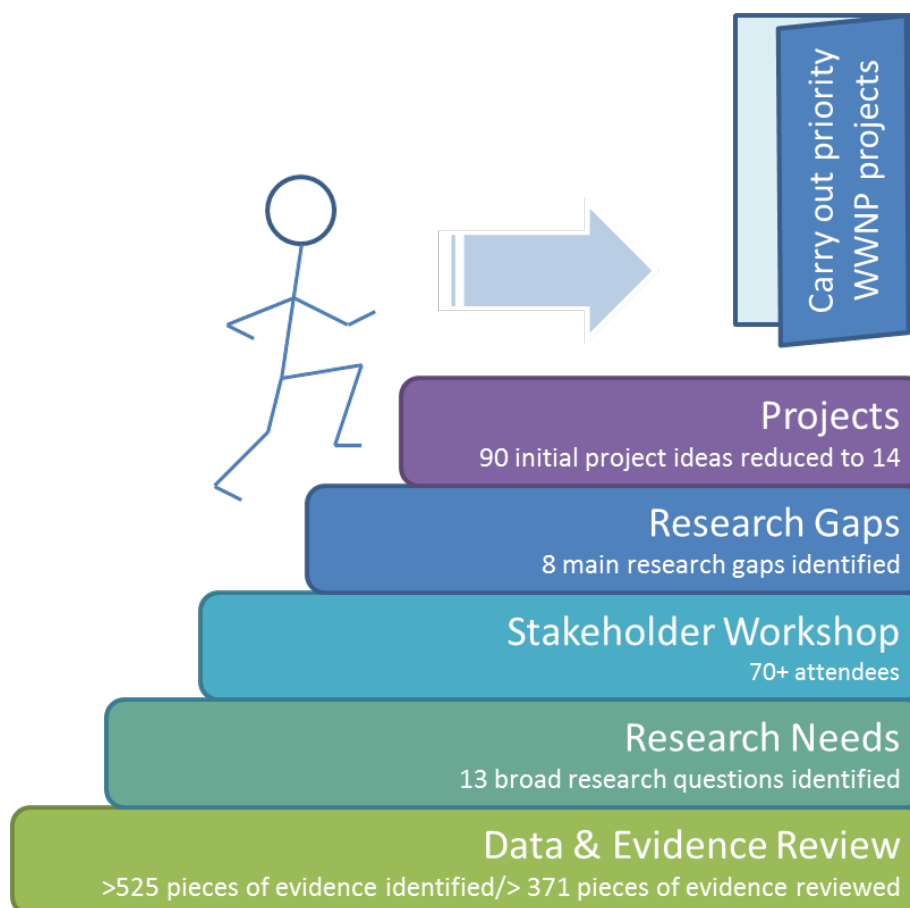 Carry out priority
WWNP projects
Projects
90 initial project ideas reduced to 14
Research Gaps
8 main research gaps identified
Stakeholder Workshop
70+ attendees
Research Needs
13 broad research questions identified
Data & Evidence Review
>525 pieces of evidence identified/> 371 pieces of evidence reviewed